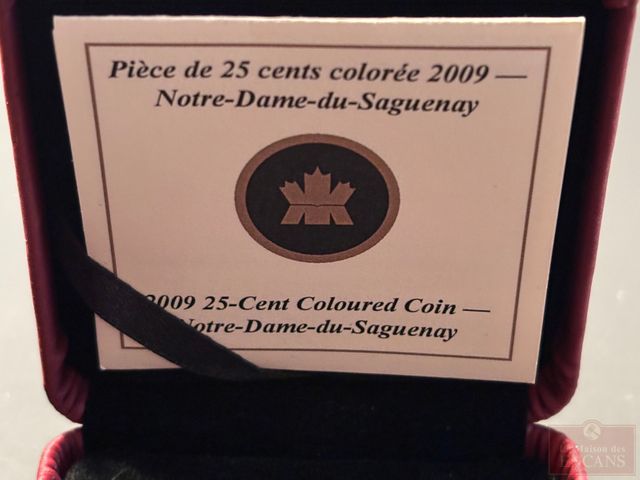 Pièce de 25 cents colorée 2009 —
Notre-Dame-du-Saguenay
2009 25-Cent Coloured Coin —
Notre-Dame-du-Saguenay
Maison des